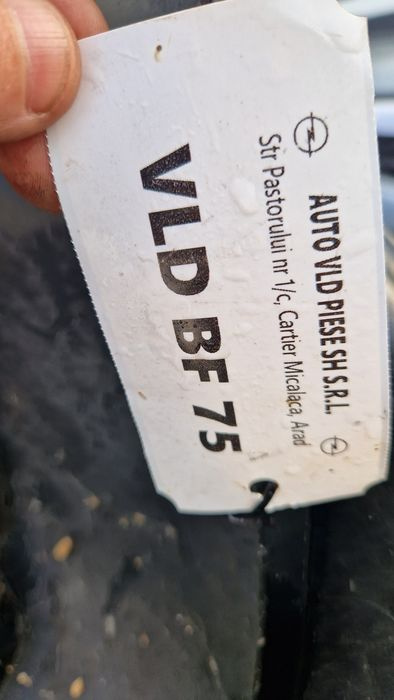 AUTO VLD PIESE SH S.R.L.
Str Pastorului nr 1/c, Cartier Micalaca, Arad
VLD BF 75